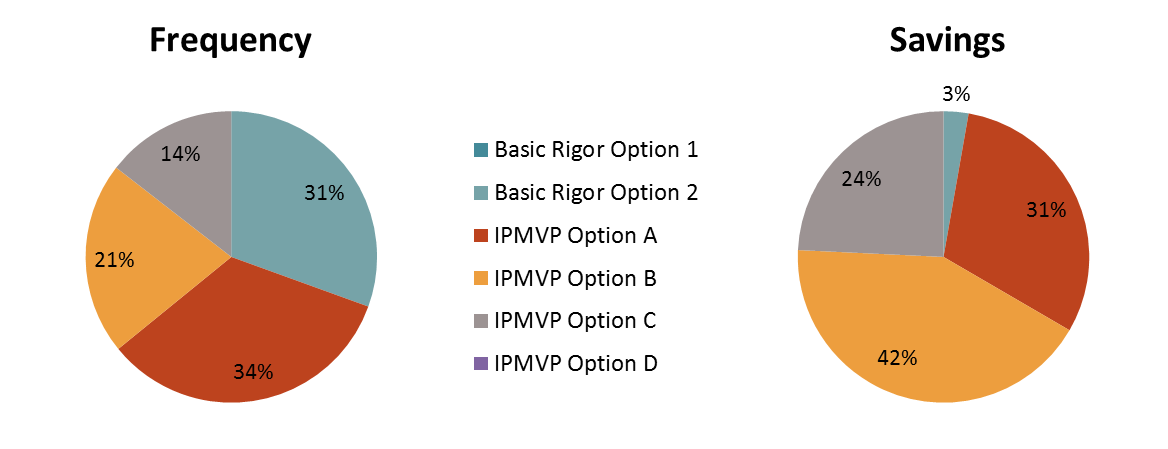 Frequency
14%
31%
21%
34%
Basic Rigor Option 1
Basic Rigor Option 2
IPMVP Option A
IPMVP Option B
IPMVP Option C
IPMVP Option D
Savings
3%
24%
31%
42%